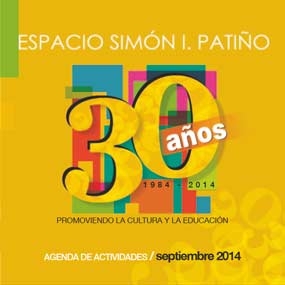 ESPACIO SIMÓN I. PATIÑO
30 años
1984 - 2014
PROMOVIENDO LA CULTURA Y LA EDUCACIÓN
AGENDA DE ACTIVIDADES / septiembre 2014